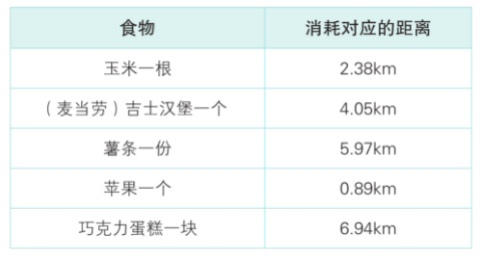 食物 消耗对应的距离
玉米一根 2.38km
（麦当劳）吉士汉堡一个 4.05km
薯条一份 5.97km
苹果一个 0.89km
巧克力蛋糕一块 6.94km